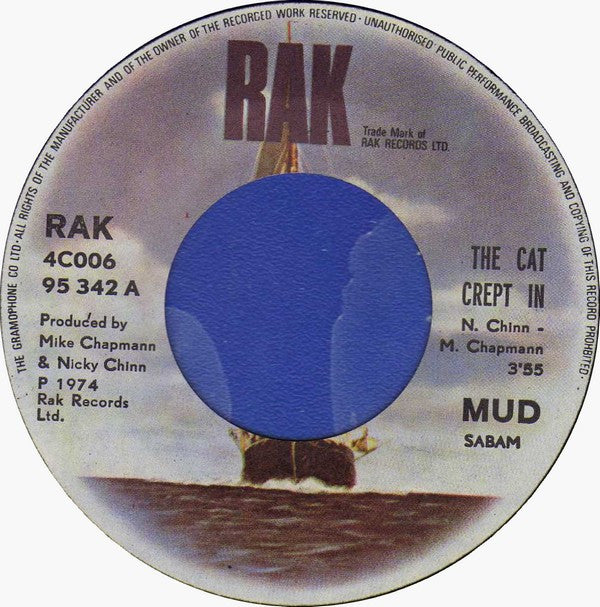 THE GRAMOPHONE CO LTD·ALL RIGHTS OF THE MANUFACTURER AND OF THE OWNER OF THE RECORDED WORK RESERVED · UNAUTHORISED PUBLIC PERFORMANCE BROADCASTING AND COPYING OF THIS RECORD PROHIBITED·
RAK
Trade Mark of
RAK RECORDS LTD.
RAK
4C006
95 342 A
Produced by
Mike Chapmann
& Nicky Chinn
P 1974
Rak Records
Ltd.
THE CAT
CREPT IN
N. Chinn -
M. Chapmann
3'55
MUD
SABAM